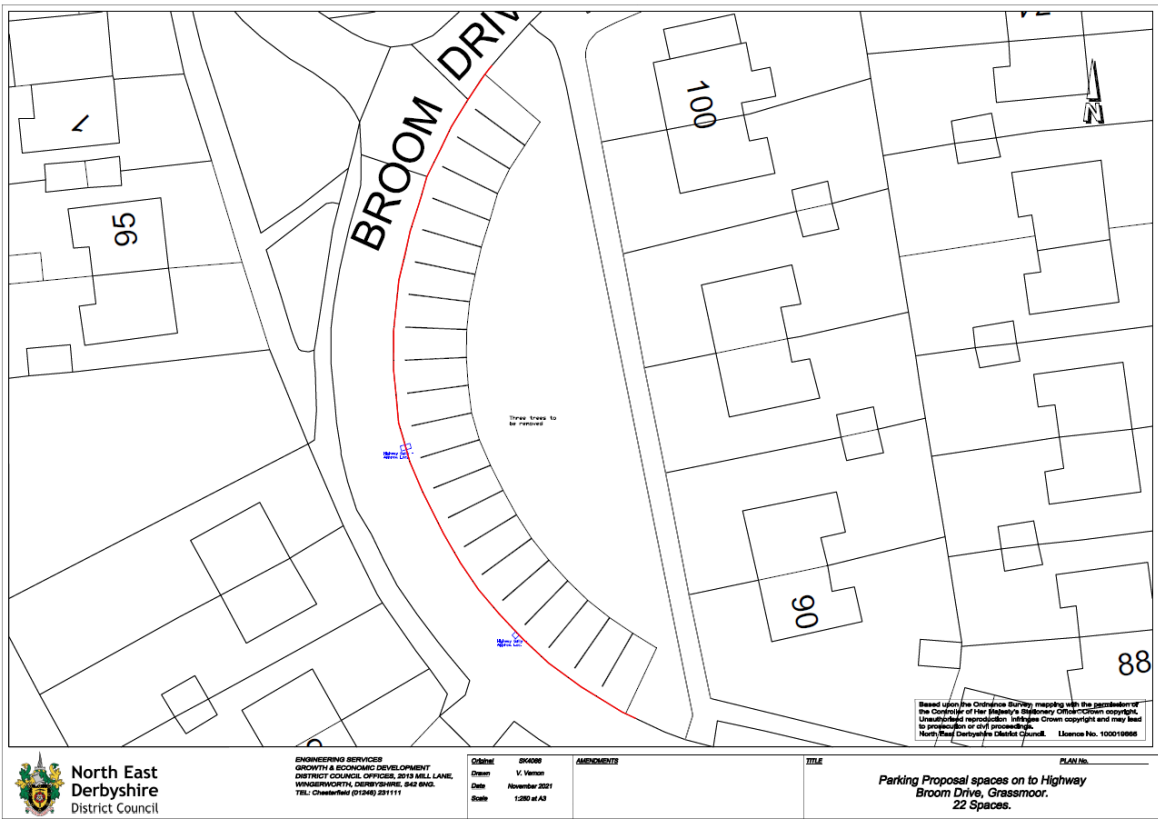 BROOM DRIV
100
1
95
N
Three trees to
be removed
90
88
Based upon the Ordnance Survey mapping with the permission of
the Controller of Her Majesty's Stationery Office Crown copyright,
Unauthorised reproduction infringes Crown copyright and may lead
to prosecution or civil proceedings.
North East Derbyshire District Council. Licence No. 100019666
North East
Derbyshire
District Council
ENGINEERING SERVICES
GROWTH & ECONOMIC DEVELOPMENT
DISTRICT COUNCIL OFFICES, 2013 MILL LANE,
WINGERWORTH, DERBYSHIRE, S42 6NG.
TEL: Chesterfield (01246) 231111
Original SK4086
Drawn V. Vernon
Date November 2021
Scale 1:250 at A3
AMENDMENTS
TITLE
PLAN No.
Parking Proposal spaces on to Highway
Broom Drive, Grassmoor.
22 Spaces.